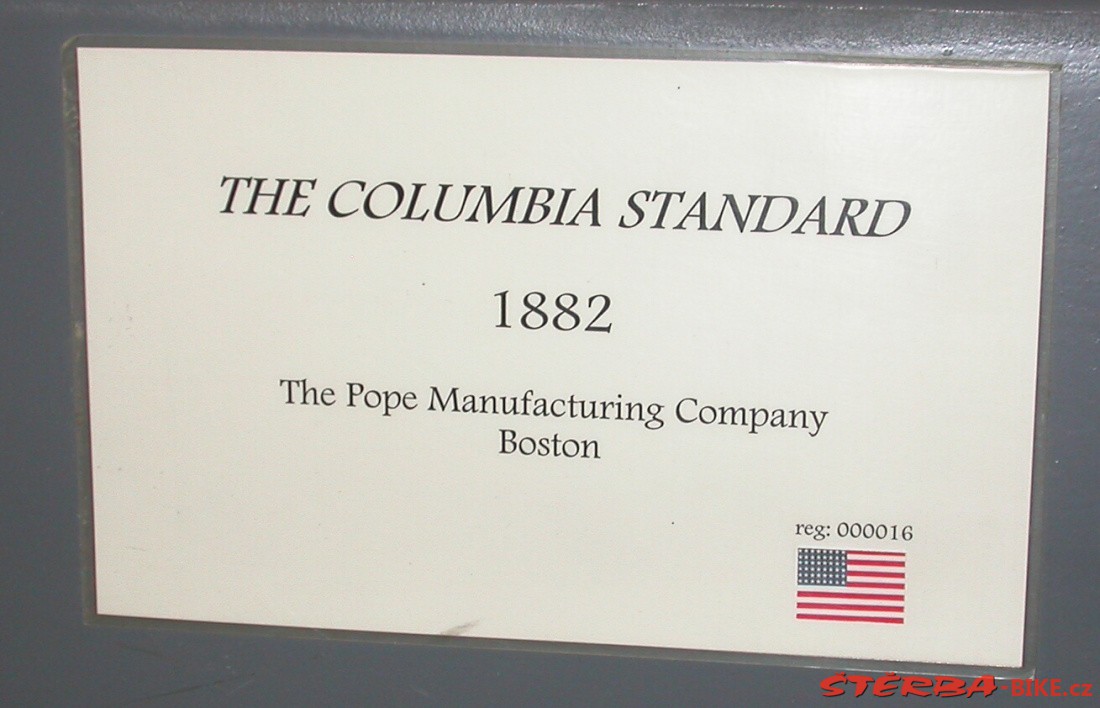 THE COLUMBIA STANDARD
1882
The Pope Manufacturing Company
Boston
reg: 000016
ŠTĚRBA-BIKE.cz